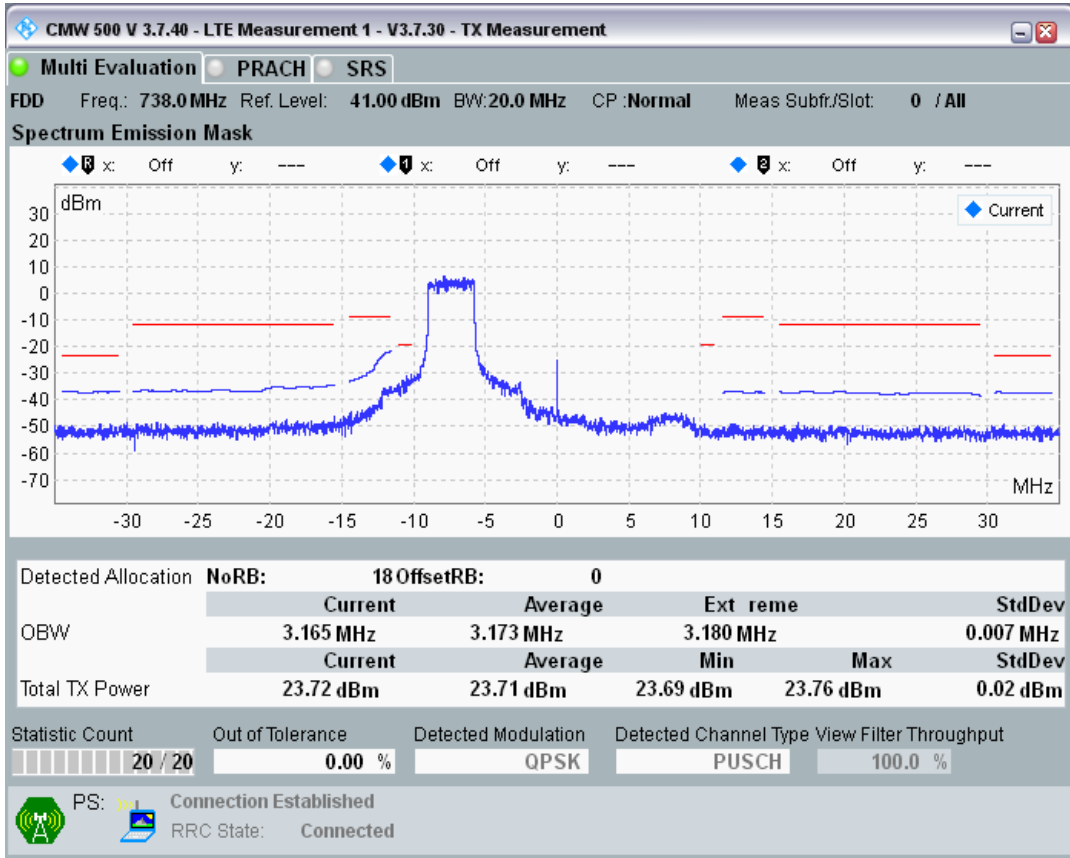 CMW 500 V 3.7.40 - LTE Measurement 1 - V3.7.30 - TX Measurement
Multi Evaluation PRACH SRS
FDD Freq.: 738.0 MHz Ref. Level: 41.00 dBm BW: 20.0 MHz CP : Normal Meas Subfr./Slot: 0 / All
Spectrum Emission Mask
R x: Off y: --- 1 x: Off y: --- 2 x: Off y: ---
dBm
Current
30
20
10
0
-10
-20
-30
-40
-50
-60
-70
MHz
-30 -25 -20 -15 -10 -5 0 5 10 15 20 25 30
Detected Allocation NoRB: 18 OffsetRB: 0
Current Average Ext reme StdDev
OBW 3.165 MHz 3.173 MHz 3.180 MHz 0.007 MHz
Current Average Min Max StdDev
Total TX Power 23.72 dBm 23.71 dBm 23.69 dBm 23.76 dBm 0.02 dBm
Statistic Count Out of Tolerance Detected Modulation Detected Channel Type View Filter Throughput
20 / 20 0.00 % QPSK PUSCH 100.0 %
PS: Connection Established
RRC State: Connected